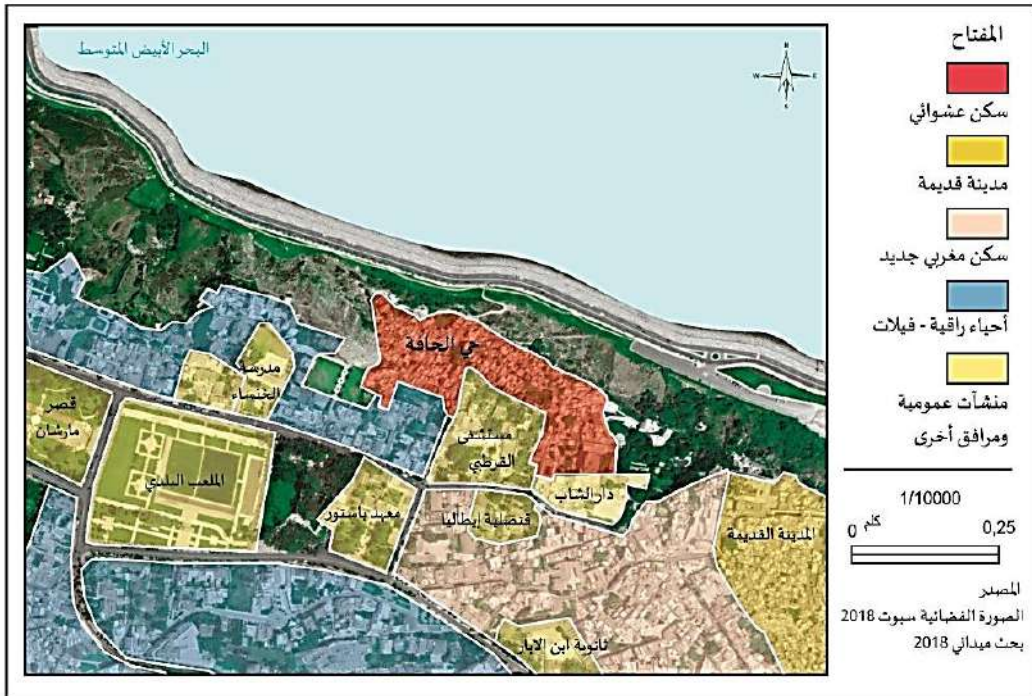 البحر الأبيض المتوسط
N
W
E
S
حي الحافة
مدرسة
الخنساء
قصر
مارشان
مستشفى
القرطبي
الملعب البلدي
دار الشاب
معهد باستور
قنصلية إيطاليا
المدينة القديمة
ثانوية ابن الابار
المفتاح
سكن عشوائي
مدينة قديمة
سكن مغربي جديد
أحياء راقية - فيلات
منشآت عمومية
ومرافق أخرى
1/10000
0 كلم 0,25
المصدر
الصورة الفضائية سبوت 2018
بحث ميداني 2018